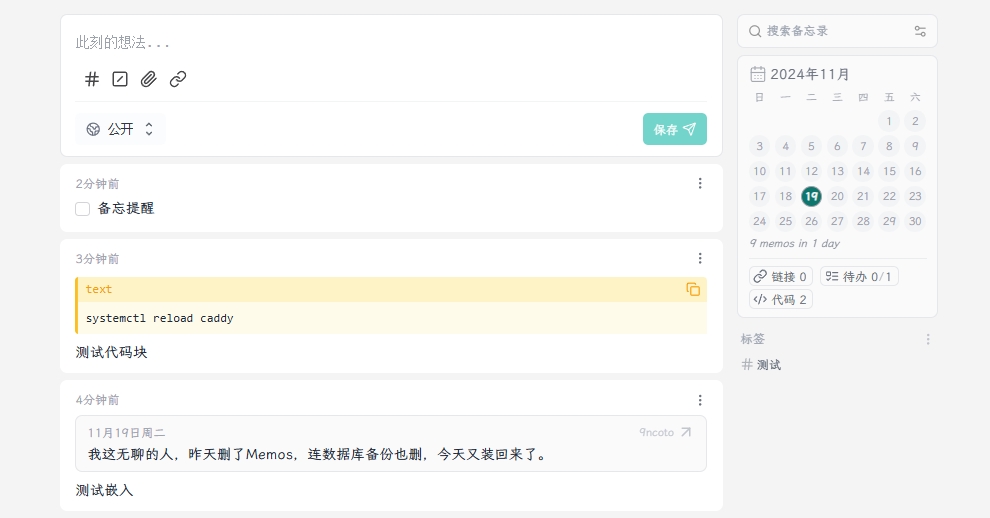 此刻的想法...
公开
保存
2分钟前
备忘提醒
3分钟前
text
systemctl reload caddy
测试代码块
4分钟前
11月19日周二
9ncoto
我这无聊的人，昨天删了Memos，连数据库备份也删，今天又装回来了。
测试嵌入
搜索备忘录
2024年11月
日 一 二 三 四 五 六
1 2
3 4 5 6 7 8 9
10 11 12 13 14 15 16
17 18 19 20 21 22 23
24 25 26 27 28 29 30
9 memos in 1 day
链接 0 待办 0/1
代码 2
标签
# 测试